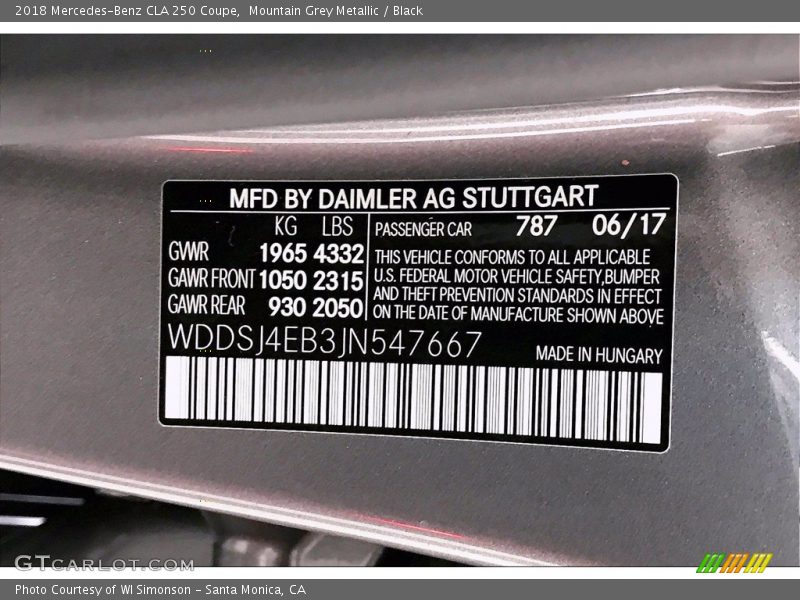 2018 Mercedes-Benz CLA 250 Coupe,  Mountain Grey Metallic / Black
MFD BY DAIMLER AG STUTTGART
KG LBS
GWR 1965 4332
GAWR FRONT 1050 2315
GAWR REAR 930 2050
PASSENGER CAR 787 06/17
THIS VEHICLE CONFORMS TO ALL APPLICABLE
U.S. FEDERAL MOTOR VEHICLE SAFETY,BUMPER
AND THEFT PREVENTION STANDARDS IN EFFECT
ON THE DATE OF MANUFACTURE SHOWN ABOVE
WDDSJ4EB3JN547667
MADE IN HUNGARY
GTCARLOT.COM
Photo Courtesy of WI Simonson - Santa Monica, CA